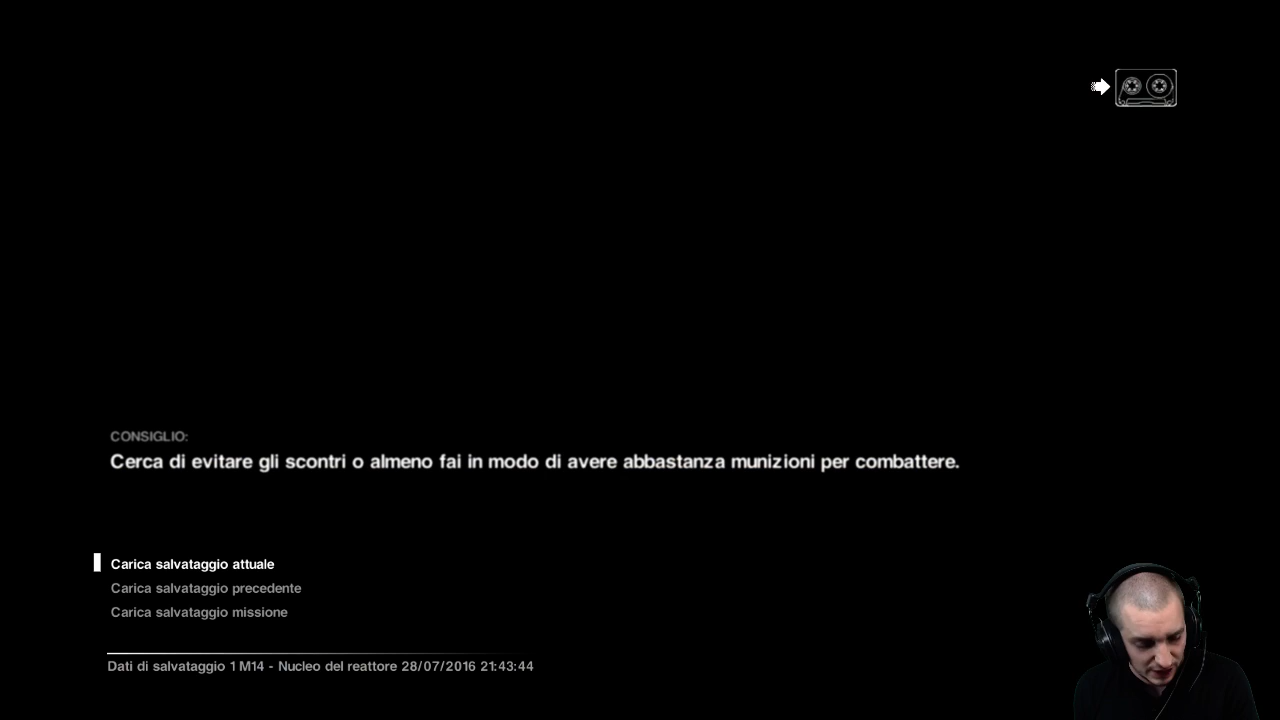 CONSIGLIO:
Cerca di evitare gli scontri o almeno fai in modo di avere abbastanza munizioni per combattere.
Carica salvataggio attuale
Carica salvataggio precedente
Carica salvataggio missione
Dati di salvataggio 1 M14 - Nucleo del reattore 28/07/2016 21:43:44